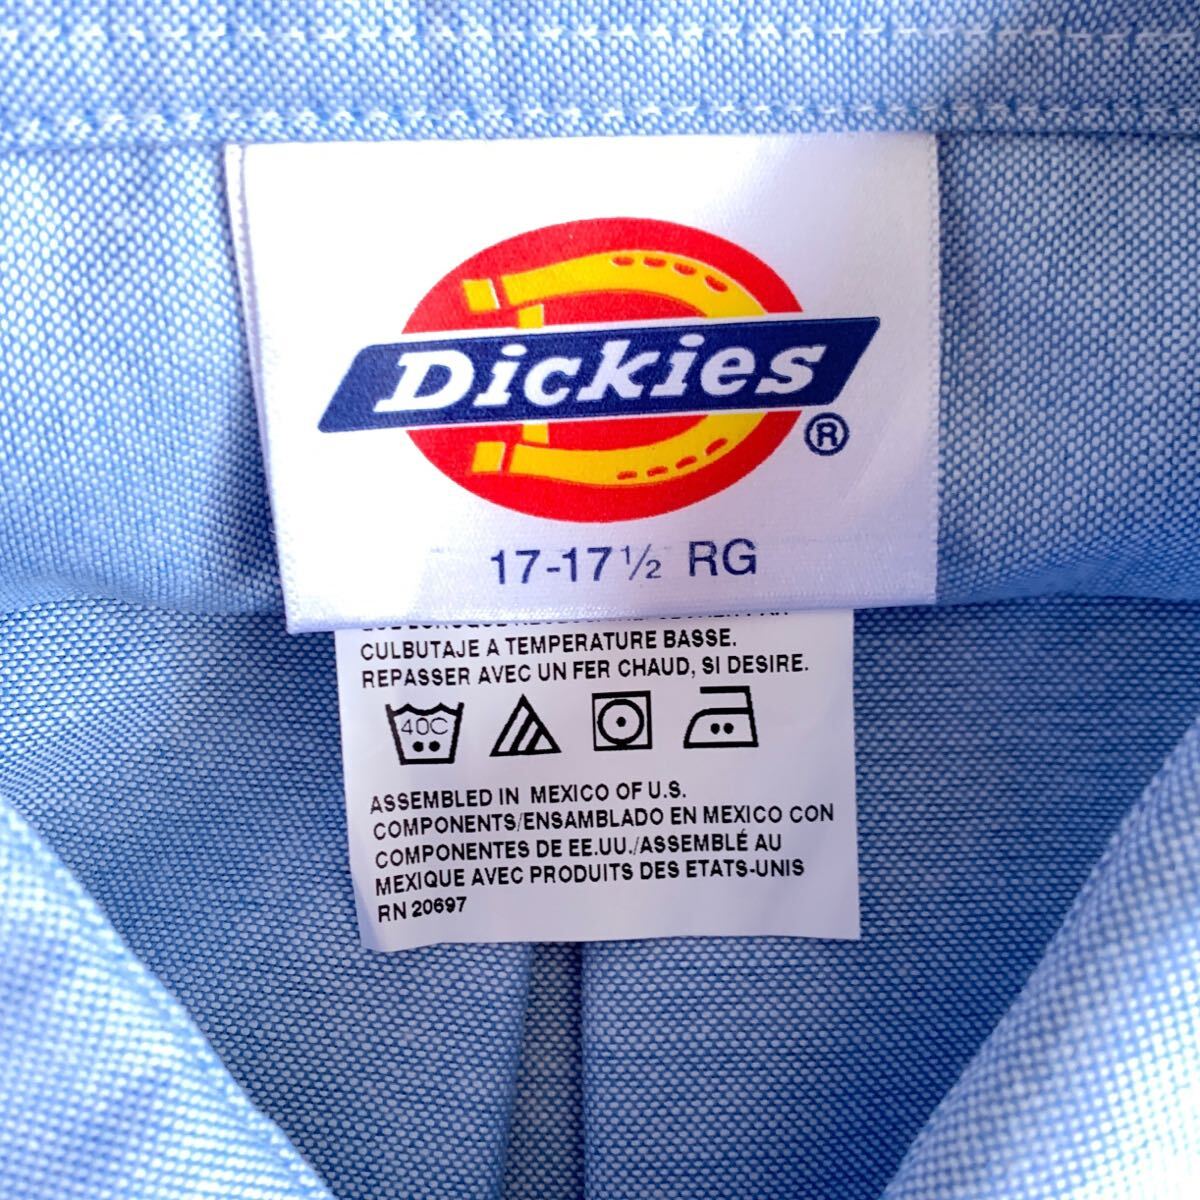 Dickies
®
17-17 ½ RG
CULBUTAJE A TEMPERATURE BASSE.
REPASSER AVEC UN FER CHAUD, SI DESIRE.
40C
ASSEMBLED IN MEXICO OF U.S.
COMPONENTS/ENSAMBLADO EN MEXICO CON
COMPONENTES DE EE.UU./ASSEMBLÉ AU
MEXIQUE AVEC PRODUITS DES ETATS-UNIS
RN 20697